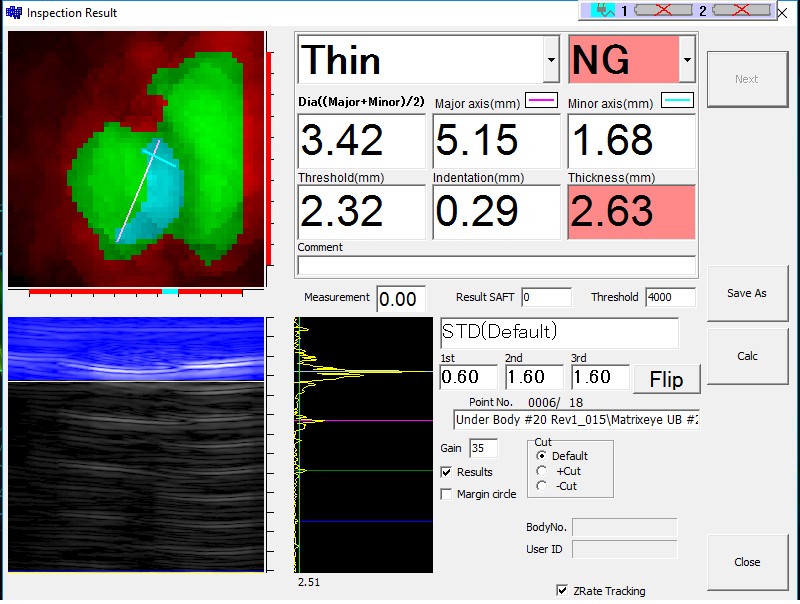 Inspection Result
1 2
Thin NG
Next
Dia((Major+Minor)/2) Major axis(mm) Minor axis(mm)
3.42 5.15 1.68
Threshold(mm) Indentation(mm) Thickness(mm)
2.32 0.29 2.63
Comment
Measurement 0.00 Result SAFT 0 Threshold 4000
Save As
STD(Default)
Calc
1st 2nd 3rd
0.60 1.60 1.60 Flip
Point No. 0006/ 18
Under Body #20 Rev1_015\Matrixeye UB #2
Gain 35
Cut
Default
Results
+Cut
-Cut
Margin circle
BodyNo.
User ID
Close
2.51
ZRate Tracking